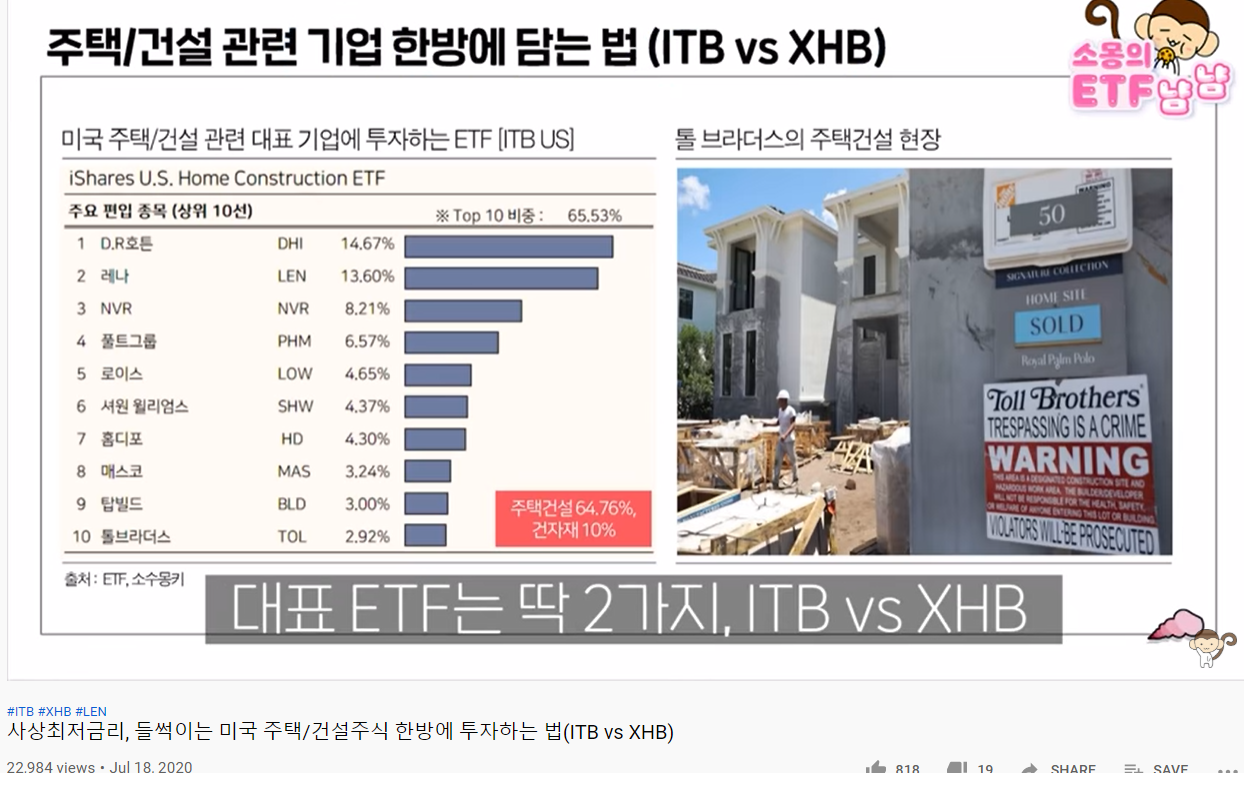 주택/건설 관련 기업 한방에 담는 법 (ITB vs XHB)
소몽의
ETF냠냠
미국 주택/건설 관련 대표 기업에 투자하는 ETF [ITB US]
iShares U.S. Home Construction ETF
주요 편입 종목 (상위 10선) ※ Top 10 비중 : 65.53%
1 D.R호튼 DHI 14.67%
2 레나 LEN 13.60%
3 NVR NVR 8.21%
4 풀트그룹 PHM 6.57%
5 로이스 LOW 4.65%
6 셔윈 윌리엄스 SHW 4.37%
7 홈디포 HD 4.30%
8 매스코 MAS 3.24%
9 탑빌드 BLD 3.00%
10 톨브라더스 TOL 2.92%
주택건설 64.76%,
건자재 10%
출처 : ETF, 소수몽키
톨 브라더스의 주택건설 현장
WARNING
50
SIGNATURE COLLECTION
HOME SITE
SOLD
Royal Palm Polo
Toll Brothers
TRESPASSING IS A CRIME
WARNING
THIS AREA IS A DESIGNATED CONSTRUCTION SITE AND
HAZARDOUS WORK AREA. THE BUILDER/DEVELOPER
WILL NOT BE RESPONSIBLE FOR THE HEALTH, SAFETY,
OR WELFARE OF ANYONE ENTERING THIS LOT OR BUILDING.
VIOLATORS WILL BE PROSECUTED
대표 ETF는 딱 2가지, ITB vs XHB
#ITB #XHB #LEN
사상최저금리, 들썩이는 미국 주택/건설주식 한방에 투자하는 법(ITB vs XHB)
22,984 views • Jul 18, 2020 818 19 SHARE SAVE